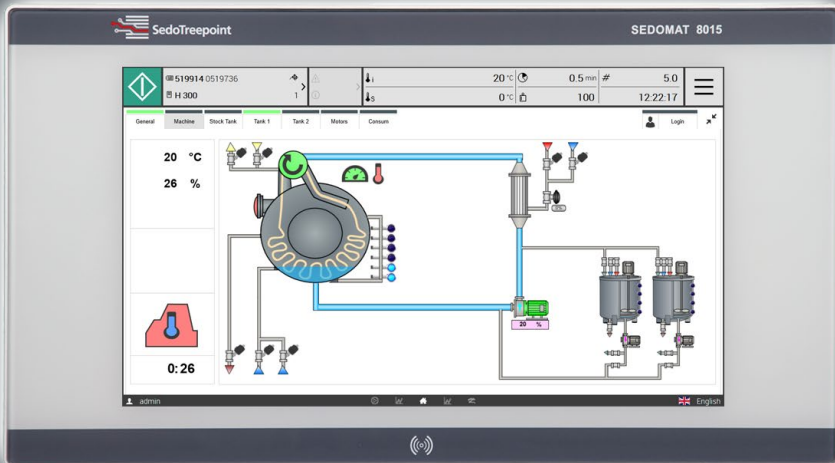 SedoTreepoint
SEDOMAT 8015
519914 0519736
H 300 1
i 20 °C 0.5 min # 5.0
s 0 °C 100 12:22:17
General Machine Stock Tank Tank 1 Tank 2 Motors Consum Login
20 °C
26 %
20 %
0:26
admin
English